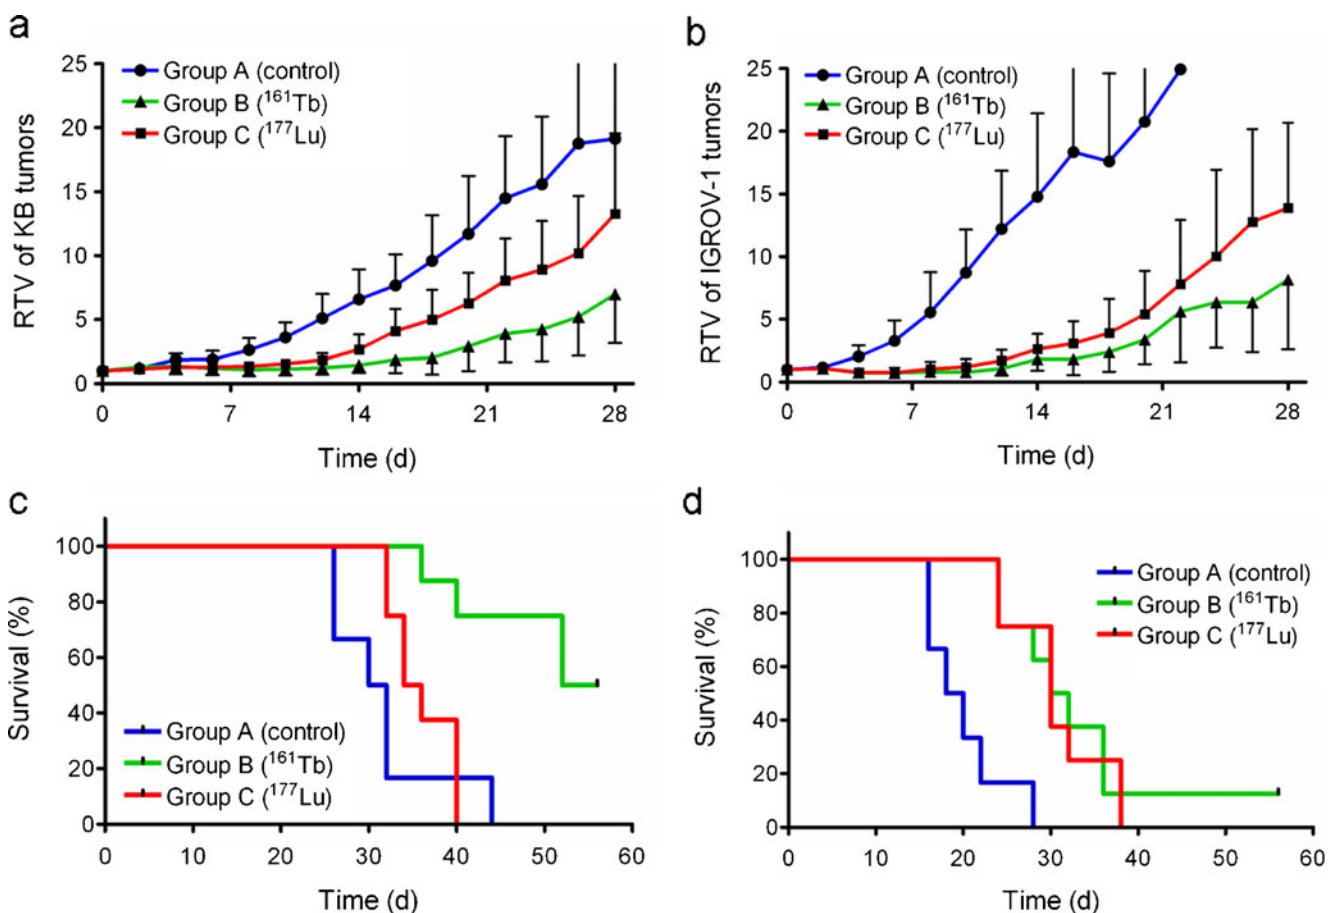 a
25
20
15
10
5
0
RTV of KB tumors
Group A (control)
Group B (¹⁶¹Tb)
Group C (¹⁷⁷Lu)
0 7 14 21 28
Time (d)
b
25
20
15
10
5
0
RTV of IGROV-1 tumors
Group A (control)
Group B (¹⁶¹Tb)
Group C (¹⁷⁷Lu)
0 7 14 21 28
Time (d)
c
100
80
60
40
20
0
Survival (%)
Group A (control)
Group B (¹⁶¹Tb)
Group C (¹⁷⁷Lu)
0 10 20 30 40 50 60
Time (d)
d
100
80
60
40
20
0
Survival (%)
Group A (control)
Group B (¹⁶¹Tb)
Group C (¹⁷⁷Lu)
0 10 20 30 40 50 60
Time (d)